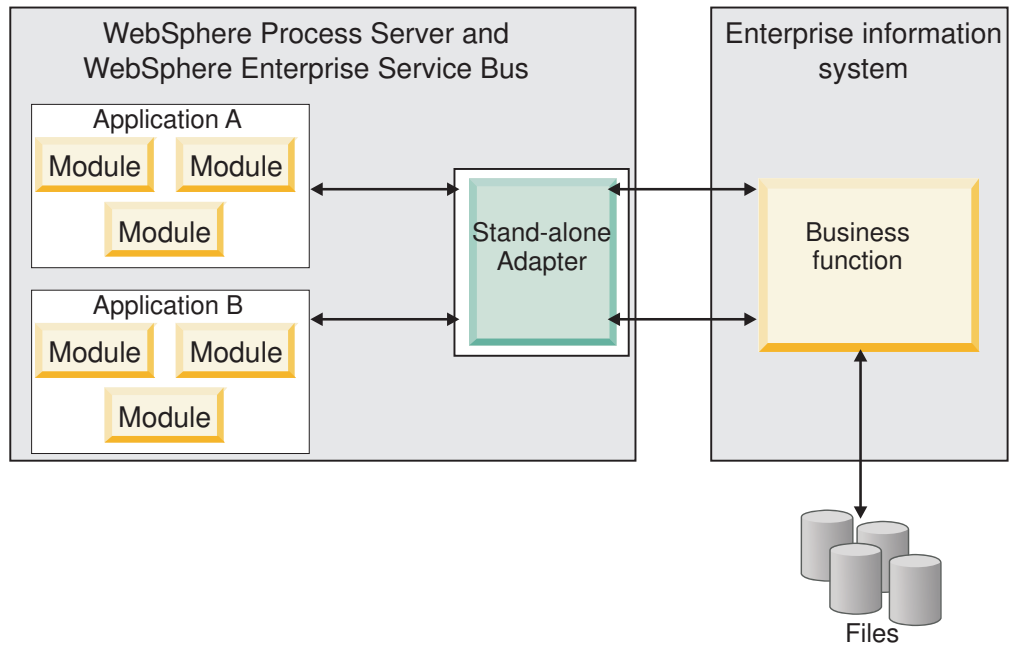 WebSphere Process Server and
WebSphere Enterprise Service Bus
Application A
Module
Module
Module
Application B
Module
Module
Module
Stand-alone
Adapter
Enterprise information
system
Business
function
Files